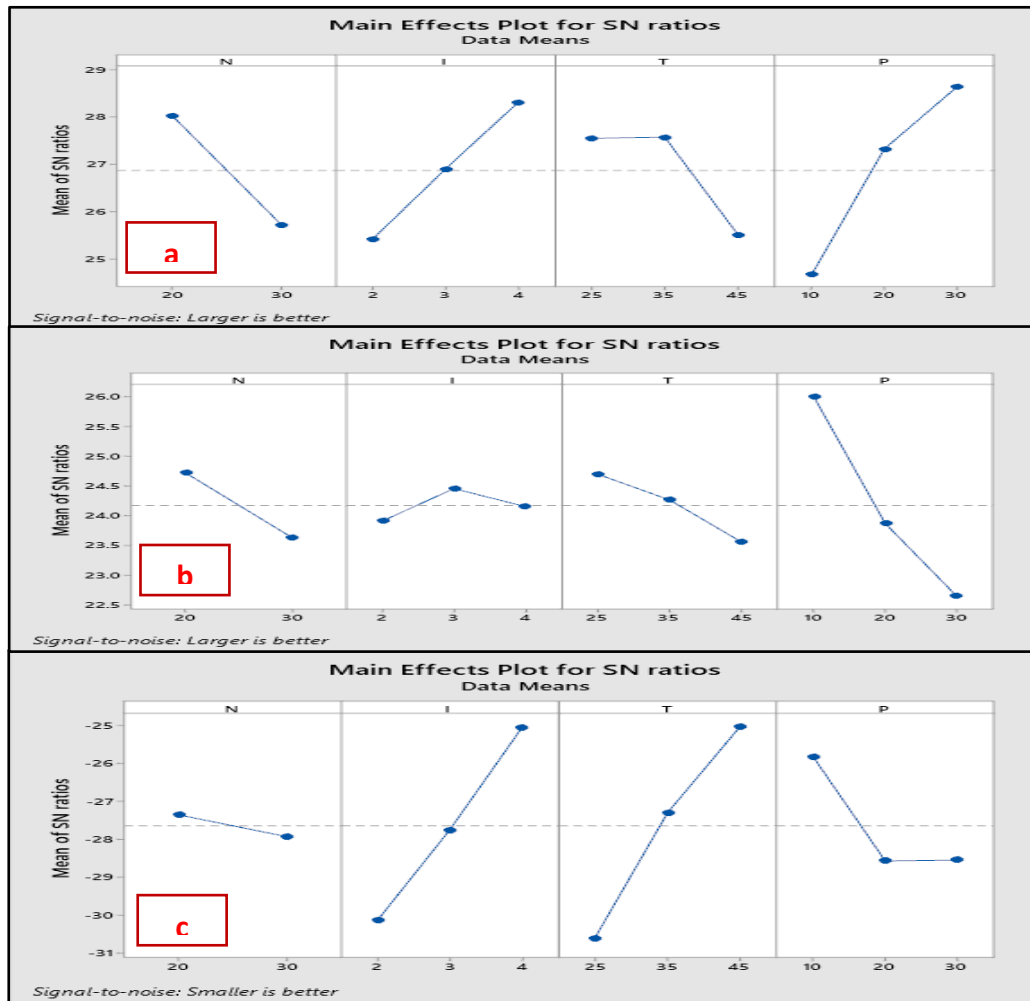 Main Effects Plot for SN ratios
Data Means
N I T P
Mean of SN ratios
29
28
27
26
25
a
20 30 2 3 4 25 35 45 10 20 30
Signal-to-noise: Larger is better
Main Effects Plot for SN ratios
Data Means
N I T P
Mean of SN ratios
26.0
25.5
25.0
24.5
24.0
23.5
23.0
22.5
b
20 30 2 3 4 25 35 45 10 20 30
Signal-to-noise: Larger is better
Main Effects Plot for SN ratios
Data Means
N I T P
Mean of SN ratios
-25
-26
-27
-28
-29
-30
-31
c
20 30 2 3 4 25 35 45 10 20 30
Signal-to-noise: Smaller is better